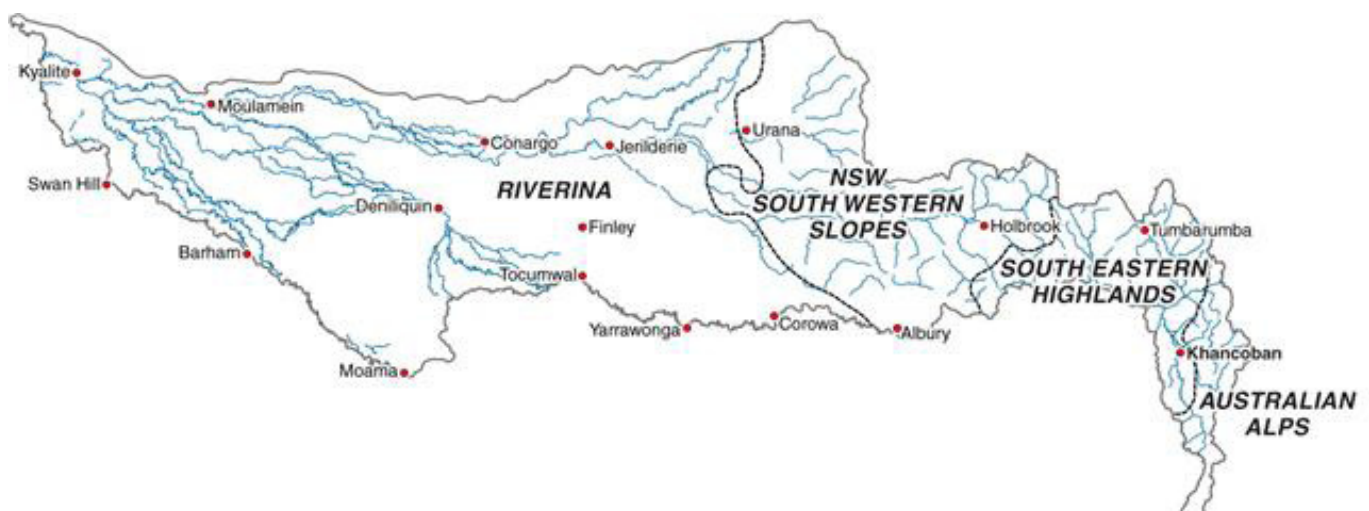 Kyalite
Moulamein
Conargo
Jerilderie
Urana
Swan Hill
RIVERINA
NSW
SOUTH WESTERN
SLOPES
Deniliquin
Finley
Holbrook
Tumbarumba
Barham
Tocumwal
SOUTH EASTERN
HIGHLANDS
Yarrawonga
Corowa
Albury
Khancoban
Moama
AUSTRALIAN
ALPS